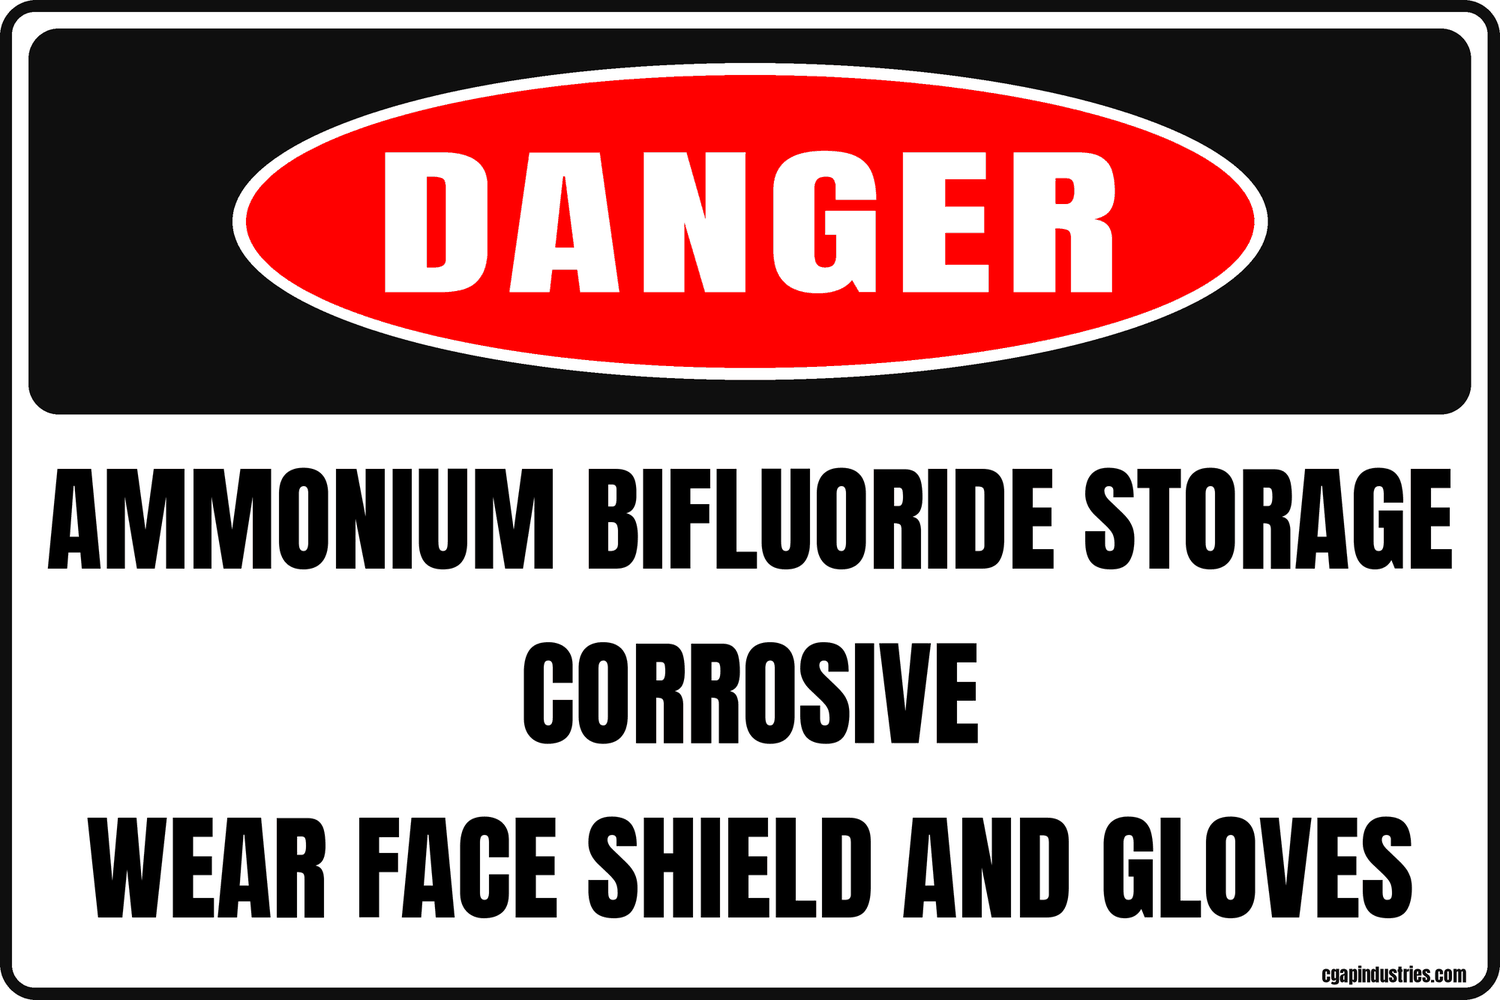 DANGER
AMMONIUM BIFLUORIDE STORAGE
CORROSIVE
WEAR FACE SHIELD AND GLOVES
cgapindustries.com